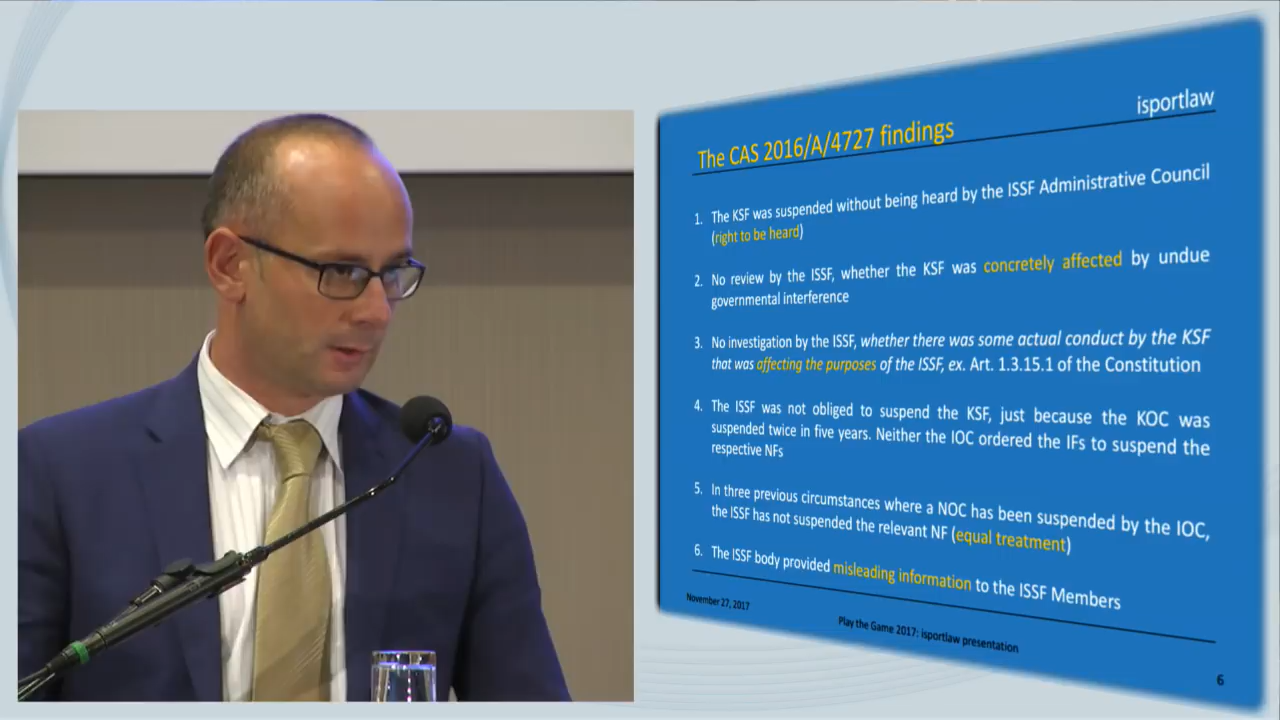 isportlaw
The CAS 2016/A/4727 findings
1. The KSF was suspended without being heard by the ISSF Administrative Council
(right to be heard)
2. No review by the ISSF, whether the KSF was concretely affected by undue
governmental interference
3. No investigation by the ISSF, whether there was some actual conduct by the KSF
that was affecting the purposes of the ISSF, ex. Art. 1.3.15.1 of the Constitution
4. The ISSF was not obliged to suspend the KSF, just because the KOC was
suspended twice in five years. Neither the IOC ordered the IFs to suspend the
respective NFs
5. In three previous circumstances where a NOC has been suspended by the IOC,
the ISSF has not suspended the relevant NF (equal treatment)
6. The ISSF body provided misleading information to the ISSF Members
November 27, 2017
Play the Game 2017: isportlaw presentation
6